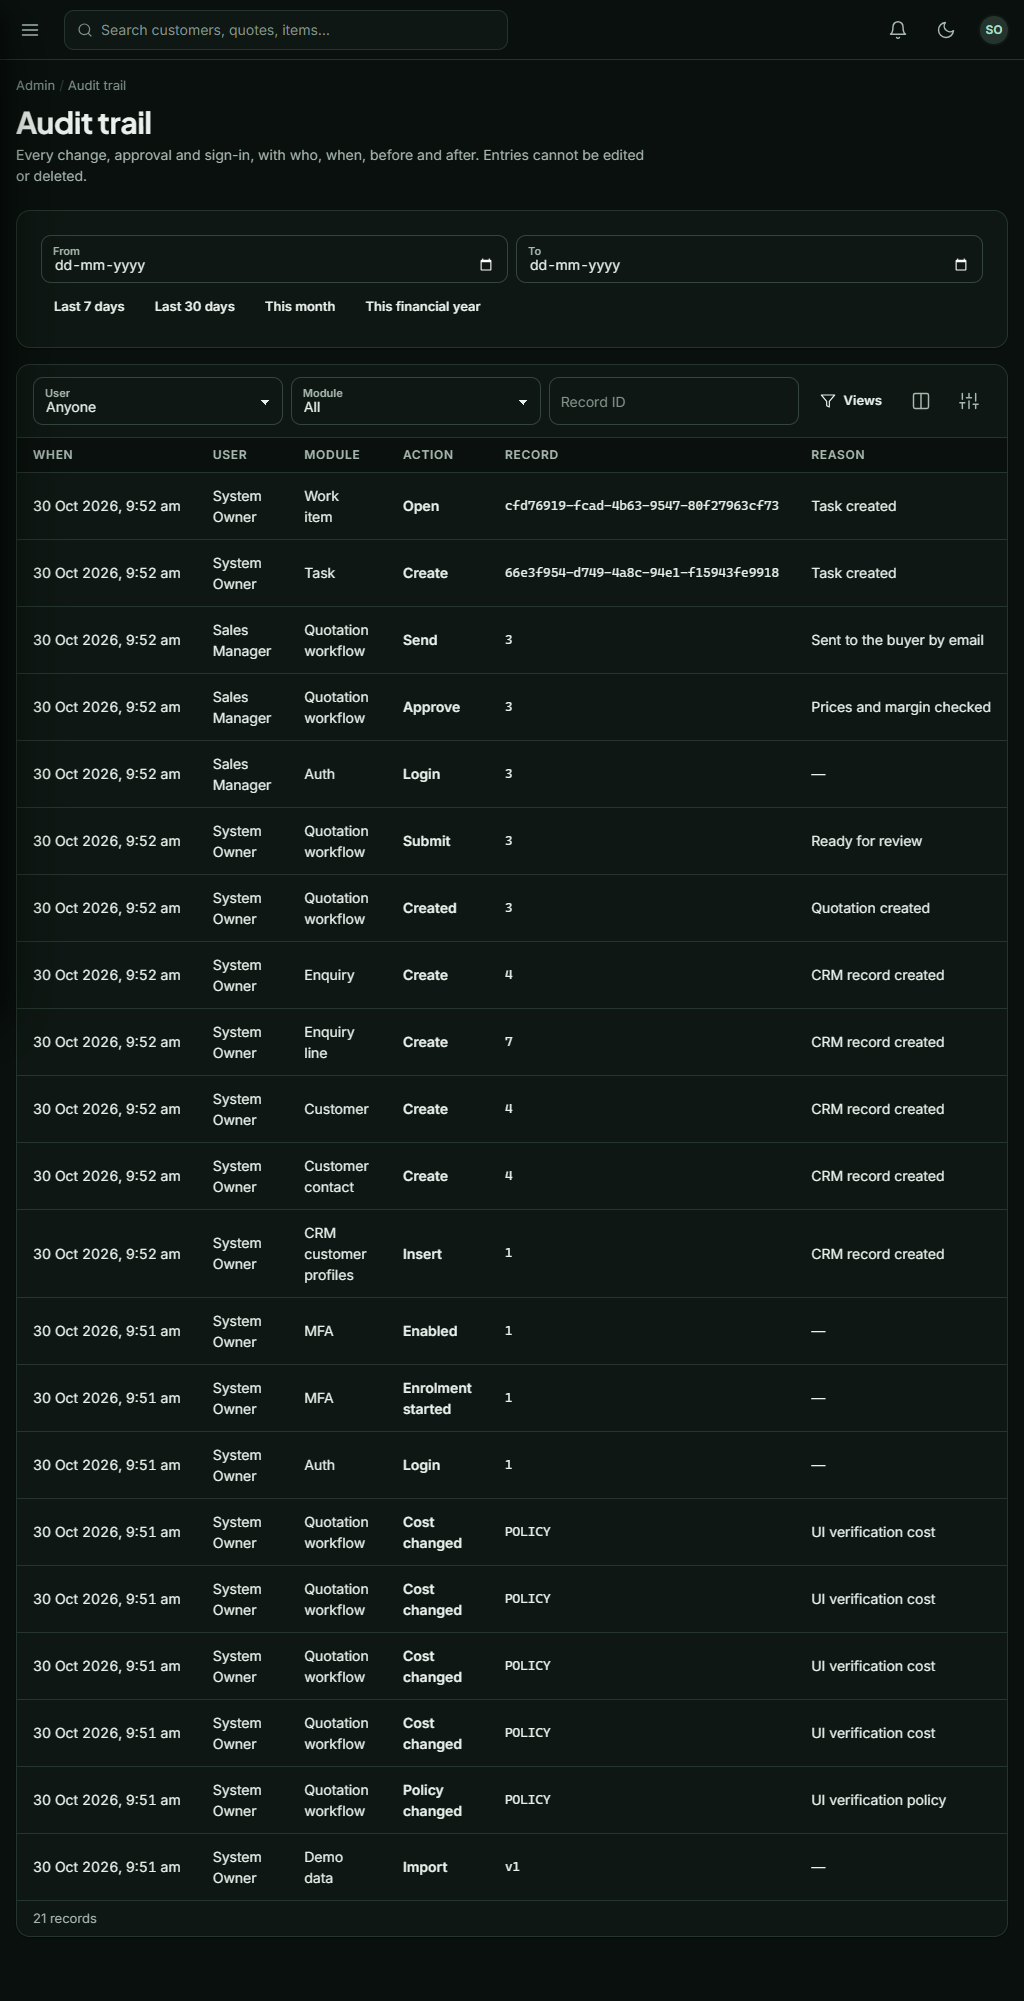 Search customers, quotes, items...
SO
Admin / Audit trail
Audit trail
Every change, approval and sign-in, with who, when, before and after. Entries cannot be edited
or deleted.
From
dd-mm-yyyy
To
dd-mm-yyyy
Last 7 days
Last 30 days
This month
This financial year
User
Anyone
Module
All
Record ID
Views
WHEN USER MODULE ACTION RECORD REASON
30 Oct 2026, 9:52 am System Owner Work item Open cfd76919-fcad-4b63-9547-80f27963cf73 Task created
30 Oct 2026, 9:52 am System Owner Task Create 66e3f954-d749-4a8c-94e1-f15943fe9918 Task created
30 Oct 2026, 9:52 am Sales Manager Quotation workflow Send 3 Sent to the buyer by email
30 Oct 2026, 9:52 am Sales Manager Quotation workflow Approve 3 Prices and margin checked
30 Oct 2026, 9:52 am Sales Manager Auth Login 3 —
30 Oct 2026, 9:52 am System Owner Quotation workflow Submit 3 Ready for review
30 Oct 2026, 9:52 am System Owner Quotation workflow Created 3 Quotation created
30 Oct 2026, 9:52 am System Owner Enquiry Create 4 CRM record created
30 Oct 2026, 9:52 am System Owner Enquiry line Create 7 CRM record created
30 Oct 2026, 9:52 am System Owner Customer Create 4 CRM record created
30 Oct 2026, 9:52 am System Owner Customer contact Create 4 CRM record created
30 Oct 2026, 9:52 am System Owner CRM customer profiles Insert 1 CRM record created
30 Oct 2026, 9:51 am System Owner MFA Enabled 1 —
30 Oct 2026, 9:51 am System Owner MFA Enrolment started 1 —
30 Oct 2026, 9:51 am System Owner Auth Login 1 —
30 Oct 2026, 9:51 am System Owner Quotation workflow Cost changed POLICY UI verification cost
30 Oct 2026, 9:51 am System Owner Quotation workflow Cost changed POLICY UI verification cost
30 Oct 2026, 9:51 am System Owner Quotation workflow Cost changed POLICY UI verification cost
30 Oct 2026, 9:51 am System Owner Quotation workflow Cost changed POLICY UI verification cost
30 Oct 2026, 9:51 am System Owner Quotation workflow Policy changed POLICY UI verification policy
30 Oct 2026, 9:51 am System Owner Demo data Import v1 —
21 records